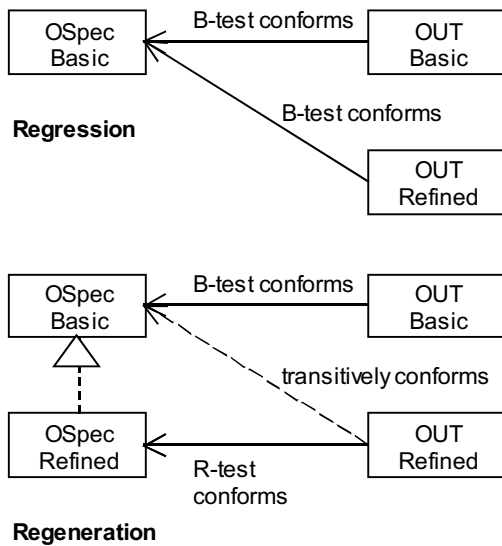 OSpec
Basic
B-test conforms
OUT
Basic
Regression
B-test conforms
OUT
Refined
OSpec
Basic
B-test conforms
OUT
Basic
transitively conforms
OSpec
Refined
R-test
conforms
OUT
Refined
Regeneration